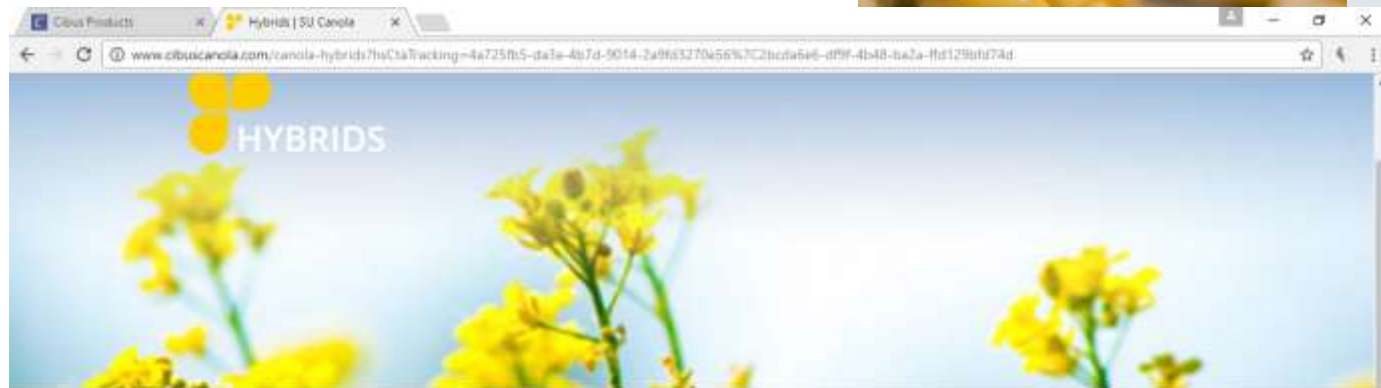 Cibus Products
Hybrids | SU Canola
www.cibuscanola.com/canola-hybrids?hsCtaTracking=4a725fb5-da3e-4b7d-9014-2a9fd3270e56%7C2bcda6e6-df9f-4b48-ba2a-ffd129bfd74d
HYBRIDS